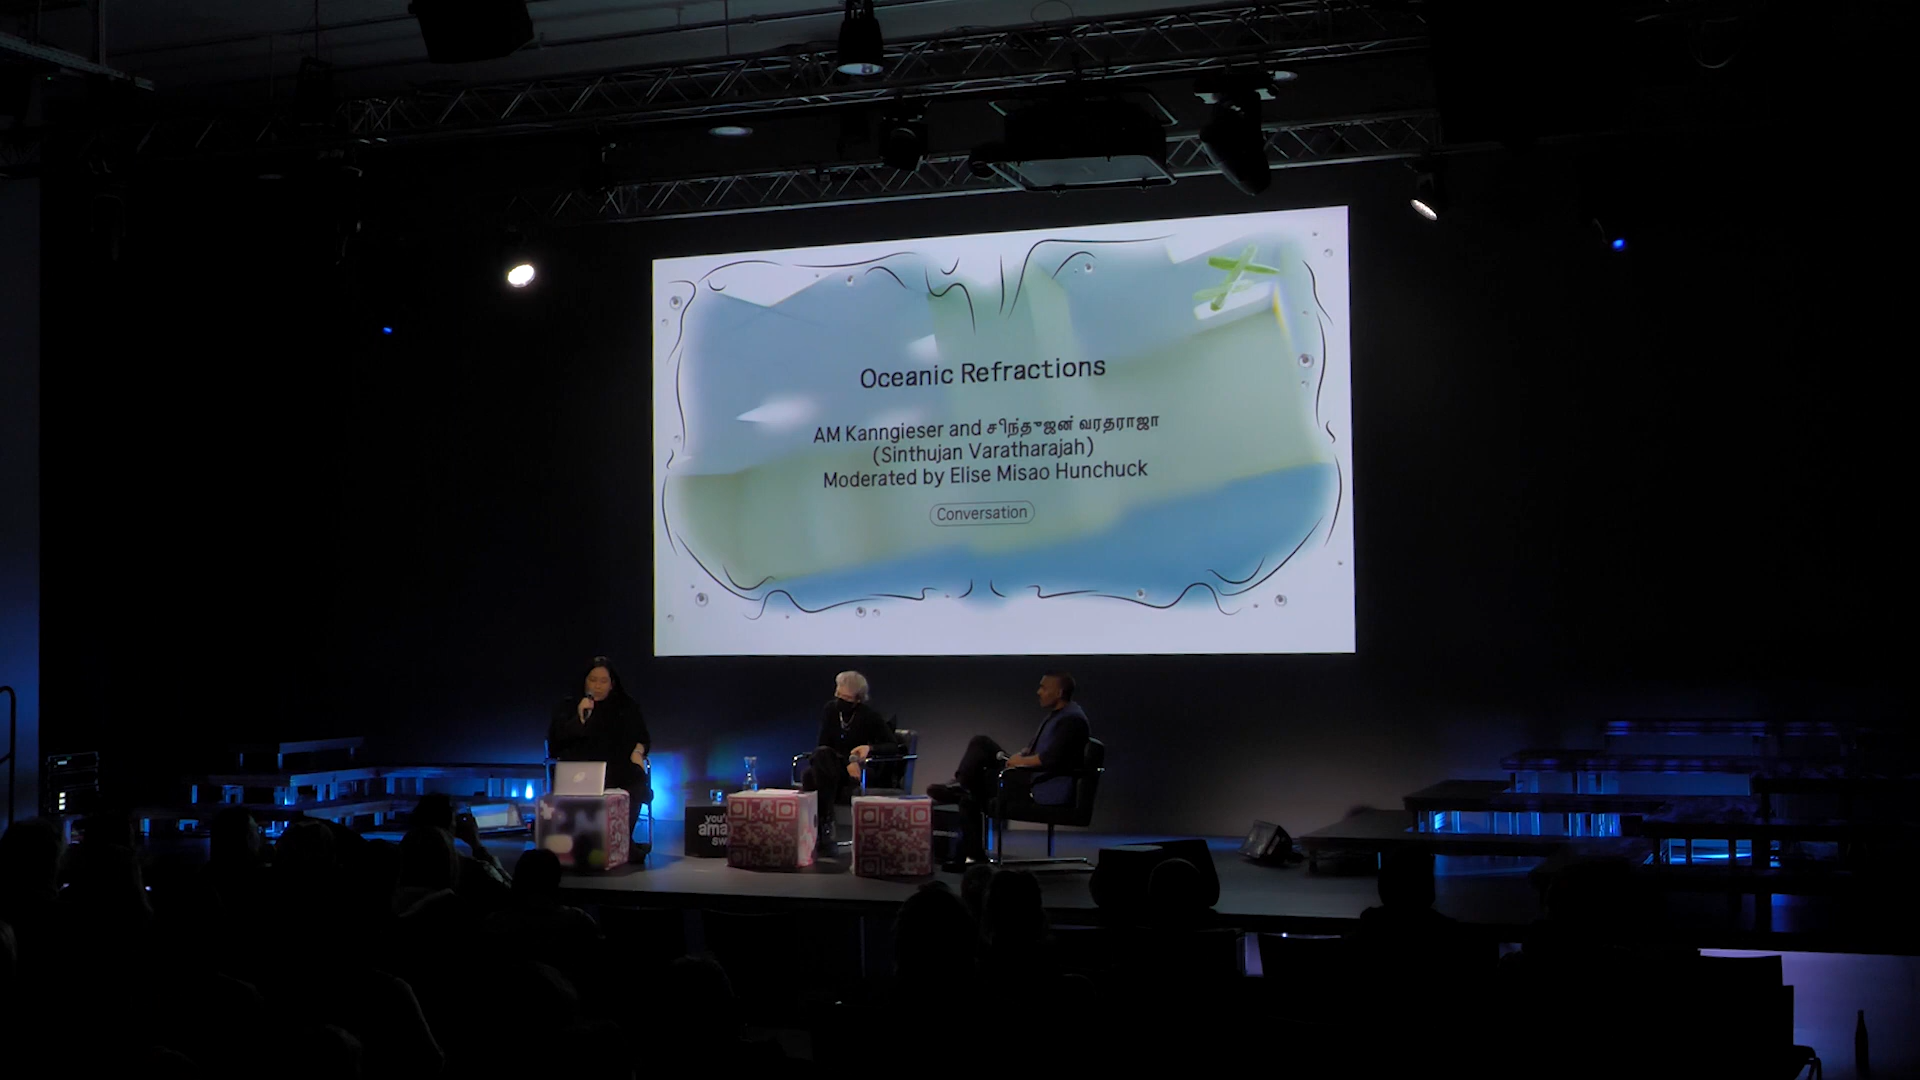 Oceanic Refractions
AM Kanngieser and சிந்துஜன் வரதராஜா
(Sinthujan Varatharajah)
Moderated by Elise Misao Hunchuck
Conversation